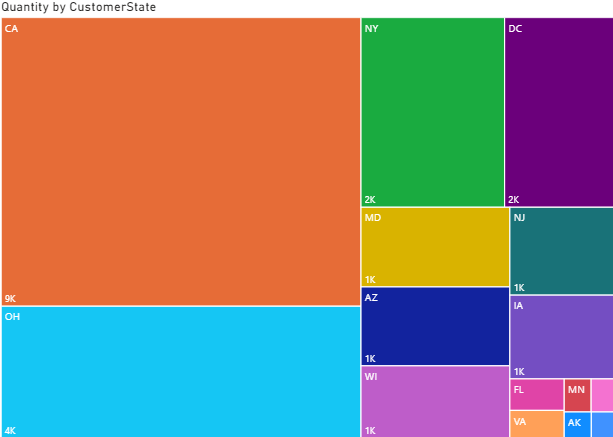 Quantity by CustomerState
CA
9K
OH
4K
NY
2K
DC
2K
MD
1K
AZ
1K
WI
1K
NJ
1K
IA
1K
FL
VA
MN
AK